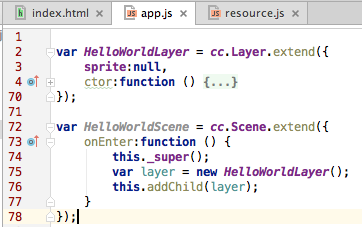 index.html × app.js × resource.js ×
1
2 var HelloWorldLayer = cc.Layer.extend({
3 sprite:null,
4 ctor:function () {...}
70 });
71
72 var HelloWorldScene = cc.Scene.extend({
73 onEnter:function () {
74 this._super();
75 var layer = new HelloWorldLayer();
76 this.addChild(layer);
77 }
78 });